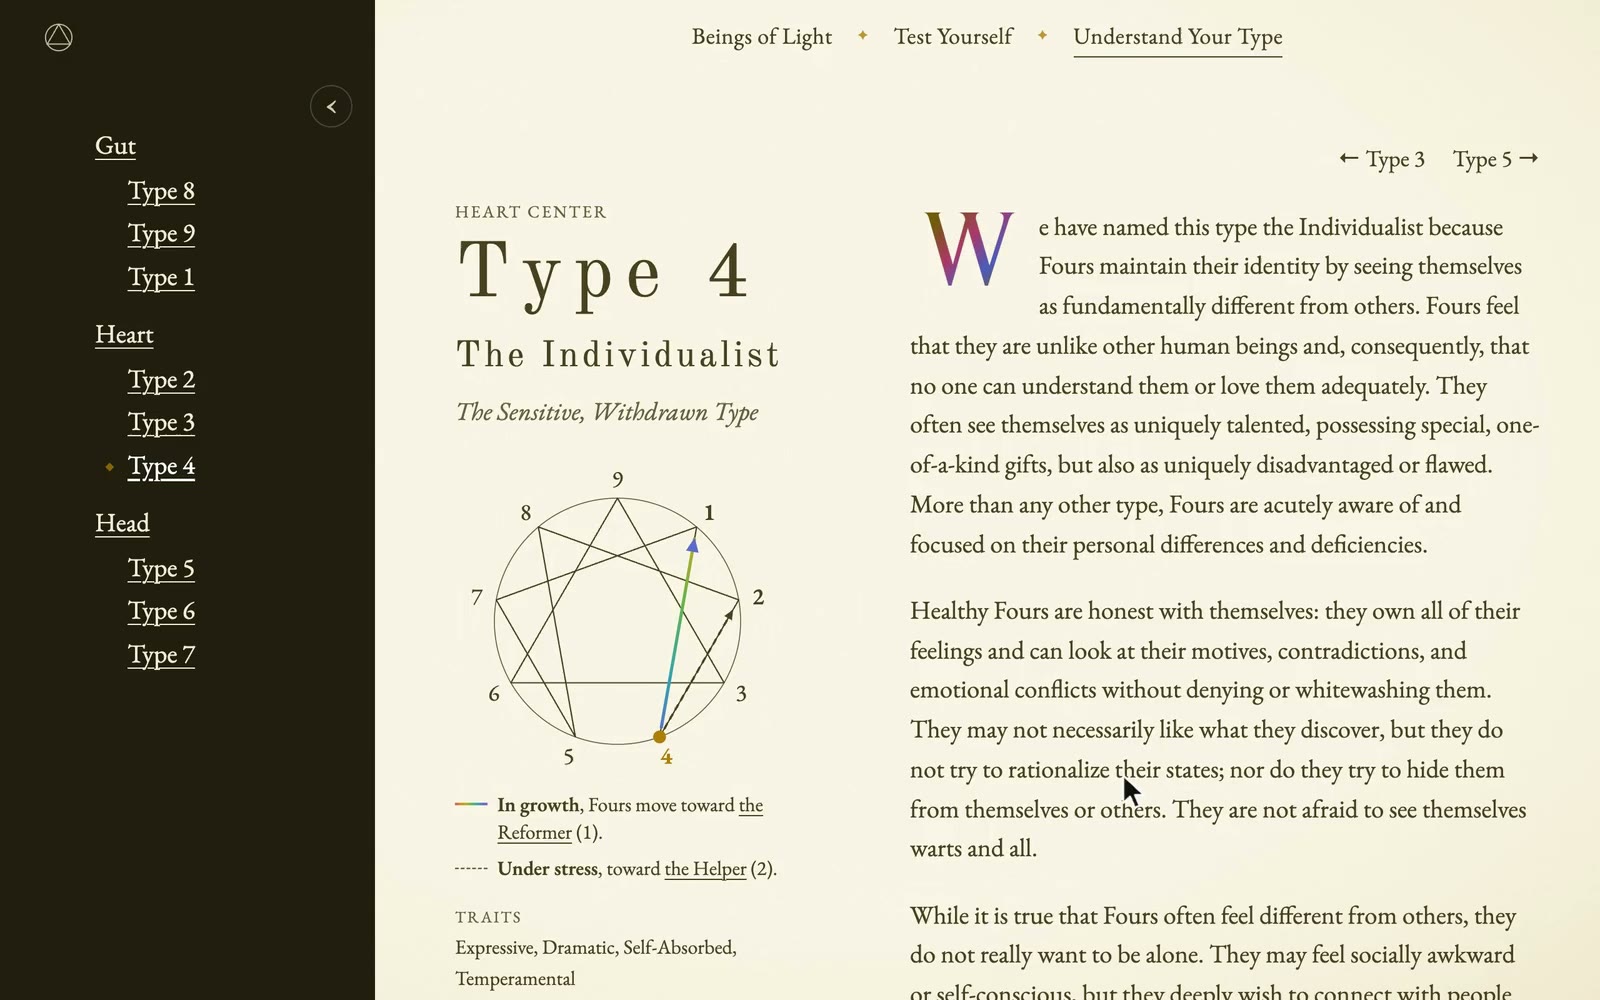 Beings of Light ✦ Test Yourself ✦ Understand Your Type
Gut
Type 8
Type 9
Type 1
Heart
Type 2
Type 3
Type 4
Head
Type 5
Type 6
Type 7
← Type 3 Type 5 →
HEART CENTER
Type 4
The Individualist
The Sensitive, Withdrawn Type
9
8
1
7
2
6
3
5
4
In growth, Fours move toward the
Reformer (1).
Under stress, toward the Helper (2).
TRAITS
Expressive, Dramatic, Self-Absorbed,
Temperamental
We have named this type the Individualist because
Fours maintain their identity by seeing themselves
as fundamentally different from others. Fours feel
that they are unlike other human beings and, consequently, that
no one can understand them or love them adequately. They
often see themselves as uniquely talented, possessing special, one-
of-a-kind gifts, but also as uniquely disadvantaged or flawed.
More than any other type, Fours are acutely aware of and
focused on their personal differences and deficiencies.
Healthy Fours are honest with themselves: they own all of their
feelings and can look at their motives, contradictions, and
emotional conflicts without denying or whitewashing them.
They may not necessarily like what they discover, but they do
not try to rationalize their states; nor do they try to hide them
from themselves or others. They are not afraid to see themselves
warts and all.
While it is true that Fours often feel different from others, they
do not really want to be alone. They may feel socially awkward
or self-conscious, but they deeply wish to connect with people